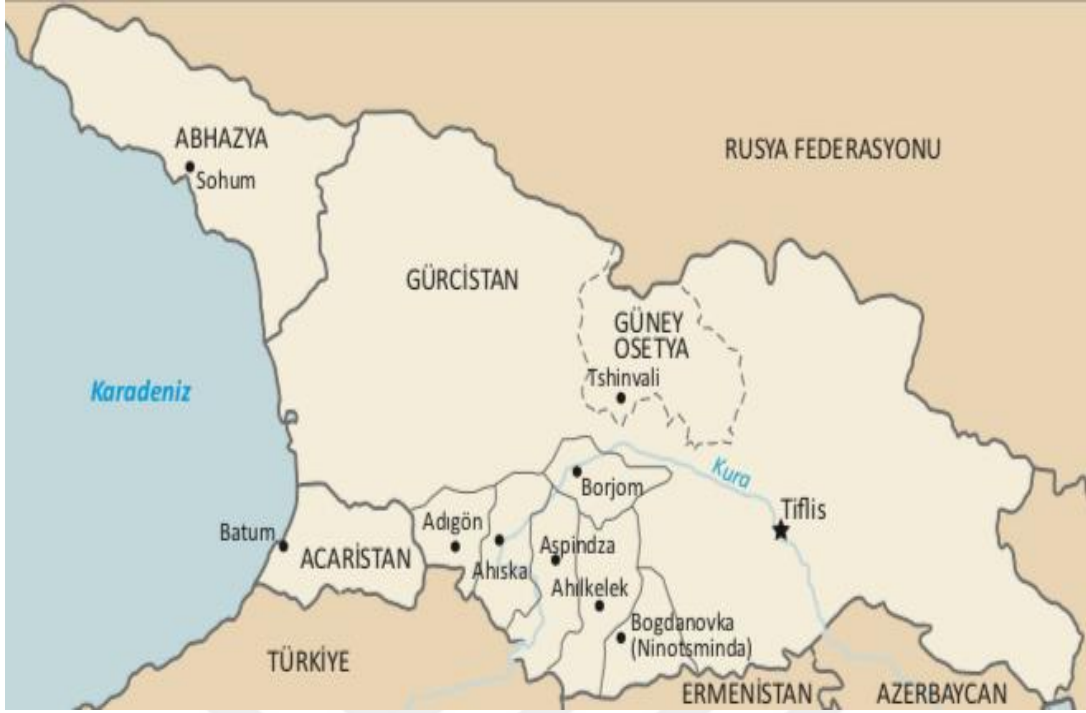 ABHAZYA
Sohum
RUSYA FEDERASYONU
GÜRCİSTAN
GÜNEY
OSETYA
Tshinvali
Karadeniz
Kura
Borjom
Tiflis
Batum
ACARİSTAN
Adıgön
Ahıska
Aspindza
Ahılkelek
Bogdanovka
(Ninotsminda)
TÜRKİYE
ERMENİSTAN
AZERBAYCAN